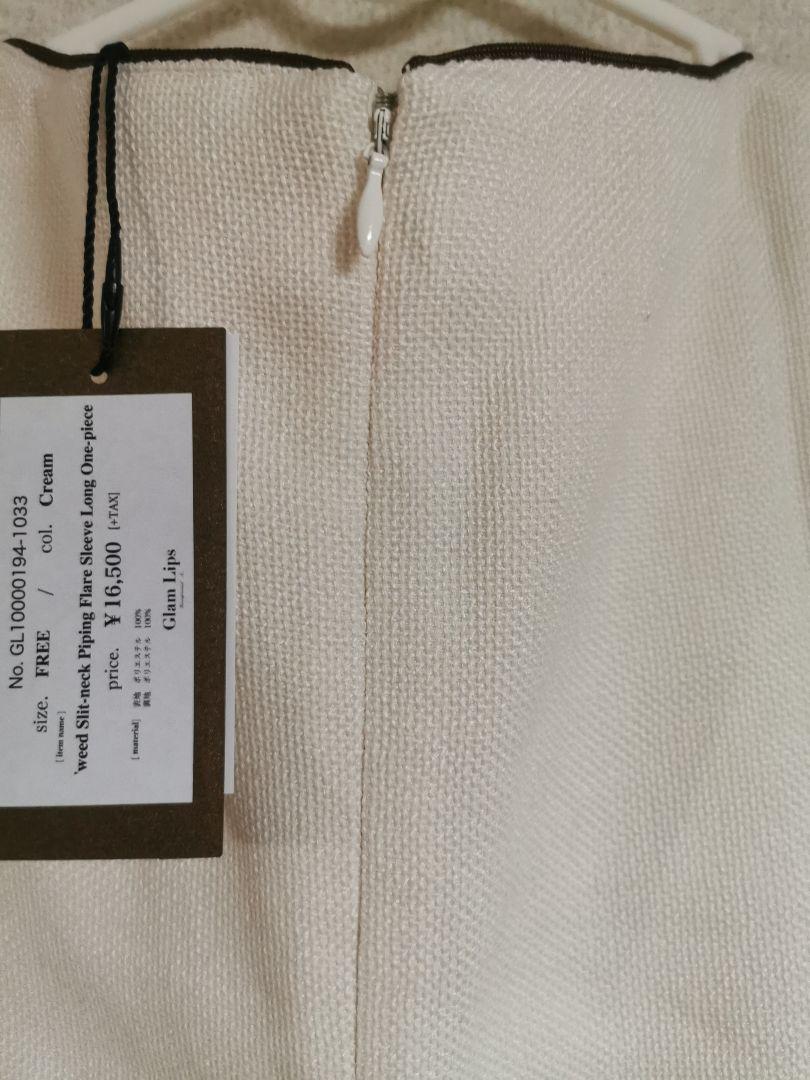 No. GL10000194-1033
size. FREE / col. Cream
[ item name ]
'weed Slit-neck Piping Flare Sleeve Long One-piece
price. ¥16,500 [+TAX]
[ material ] 表地 ポリエステル 100%
裏地 ポリエステル 100%
Glam Lips